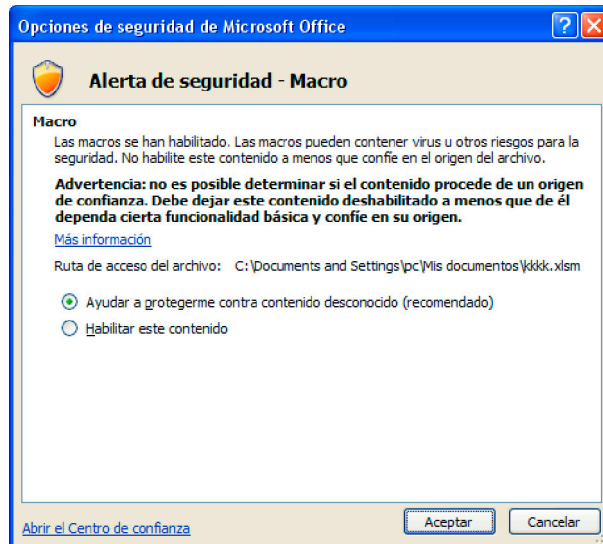 Opciones de seguridad de Microsoft Office
Alerta de seguridad - Macro
Macro
Las macros se han habilitado. Las macros pueden contener virus u otros riesgos para la
seguridad. No habilite este contenido a menos que confíe en el origen del archivo.
Advertencia: no es posible determinar si el contenido procede de un origen
de confianza. Debe dejar este contenido deshabilitado a menos que de él
dependa cierta funcionalidad básica y confíe en su origen.
Más información
Ruta de acceso del archivo: C:\Documents and Settings\pc\Mis documentos\kkkk.xlsm
Ayudar a protegerme contra contenido desconocido (recomendado)
Habilitar este contenido
Abrir el Centro de confianza
Aceptar
Cancelar